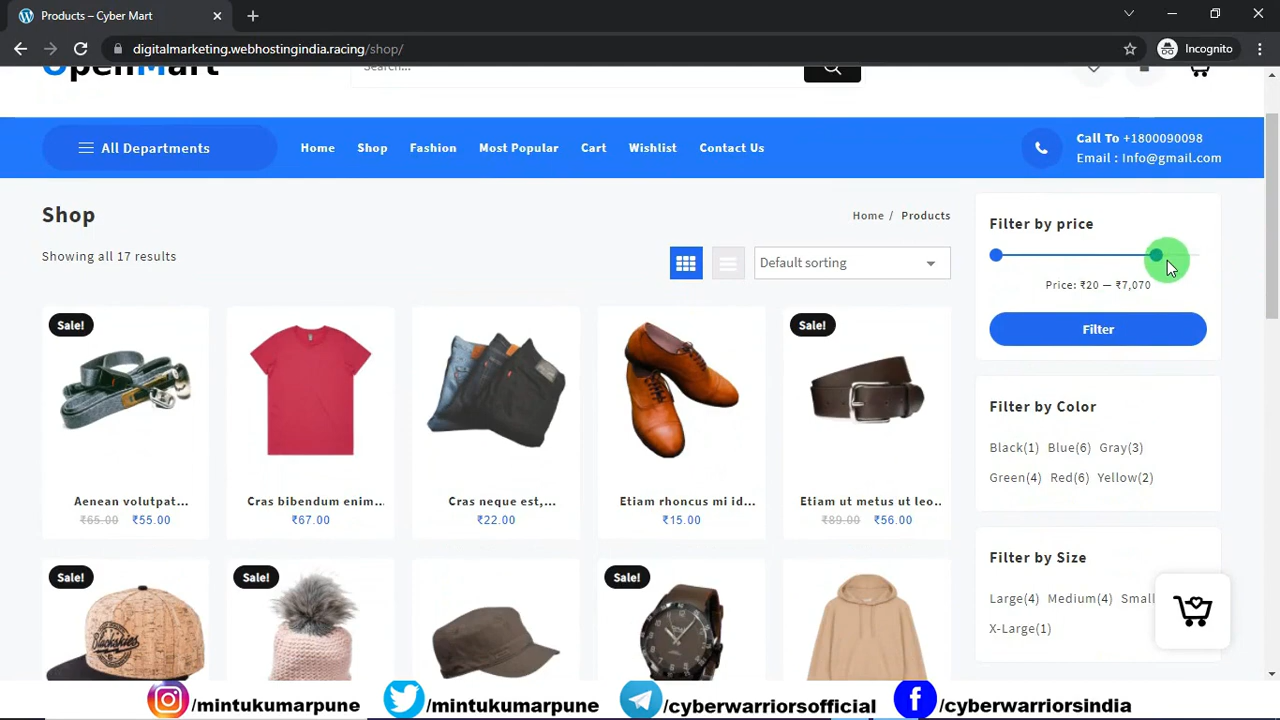 Products – Cyber Mart
digitalmarketing.webhostingindia.racing/shop/
Incognito
OpenMart
Search...
All Departments
Home Shop Fashion Most Popular Cart Wishlist Contact Us
Call To +1800090098
Email : Info@gmail.com
Shop
Home / Products
Showing all 17 results
Default sorting
Filter by price
Price: ₹20 — ₹7,070
Filter
Sale!
Sale!
Aenean volutpat...
₹65.00 ₹55.00
Cras bibendum enim...
₹67.00
Cras neque est,...
₹22.00
Etiam rhoncus mi id...
₹15.00
Etiam ut metus ut leo..
₹89.00 ₹56.00
Filter by Color
Black(1) Blue(6) Gray(3)
Green(4) Red(6) Yellow(2)
Filter by Size
Large(4) Medium(4) Small
X-Large(1)
Sale!
Sale!
Sale!
/mintukumarpune
/mintukumarpune
/cyberwarriorsofficial
/cyberwarriorsindia